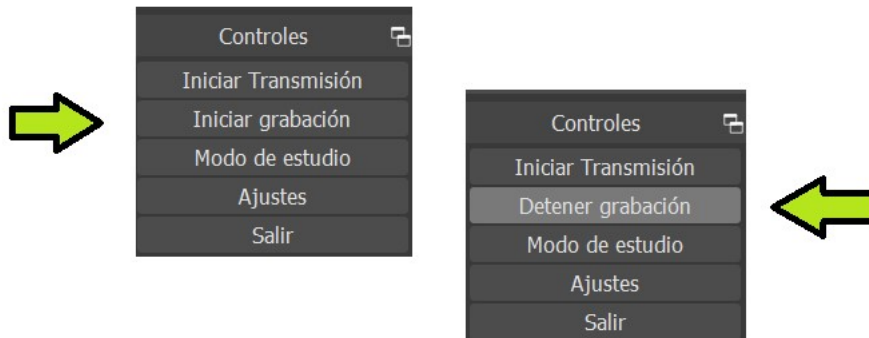 Controles
Iniciar Transmisión
Iniciar grabación
Modo de estudio
Ajustes
Salir
Controles
Iniciar Transmisión
Detener grabación
Modo de estudio
Ajustes
Salir